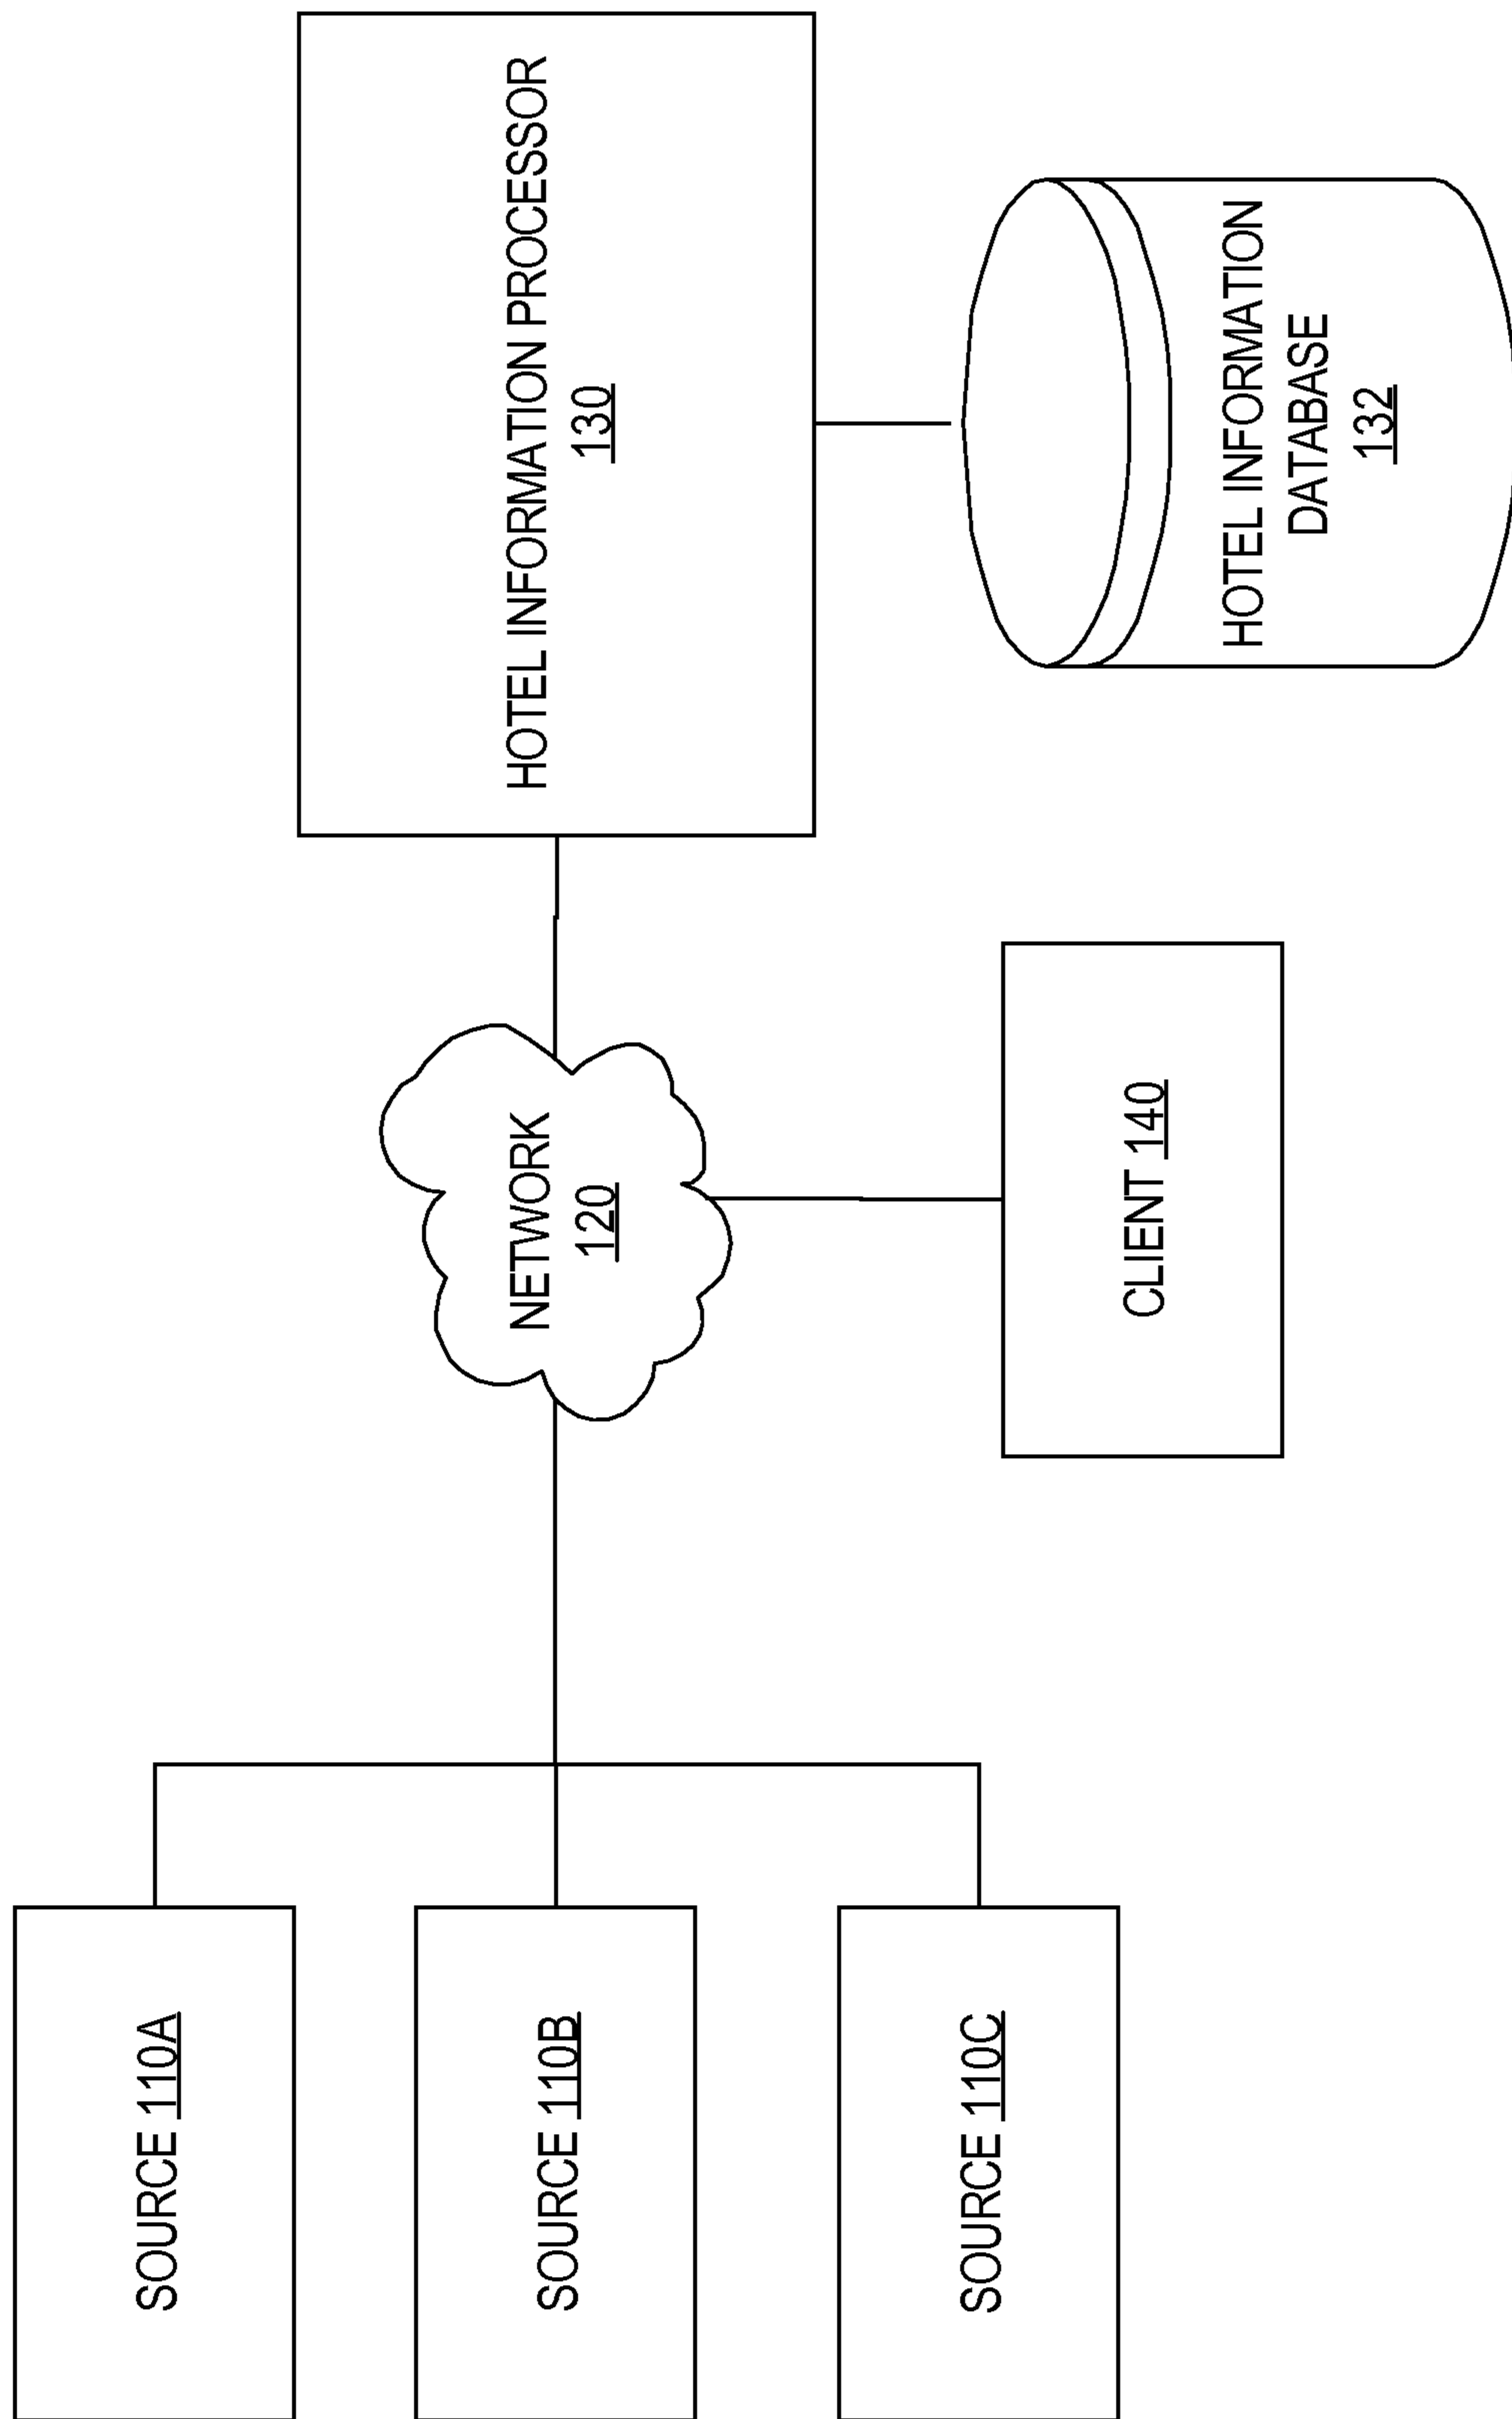 SOURCE 110A
SOURCE 110B
SOURCE 110C
NETWORK
120
CLIENT 140
HOTEL INFORMATION PROCESSOR
130
HOTEL INFORMATION
DATABASE
132